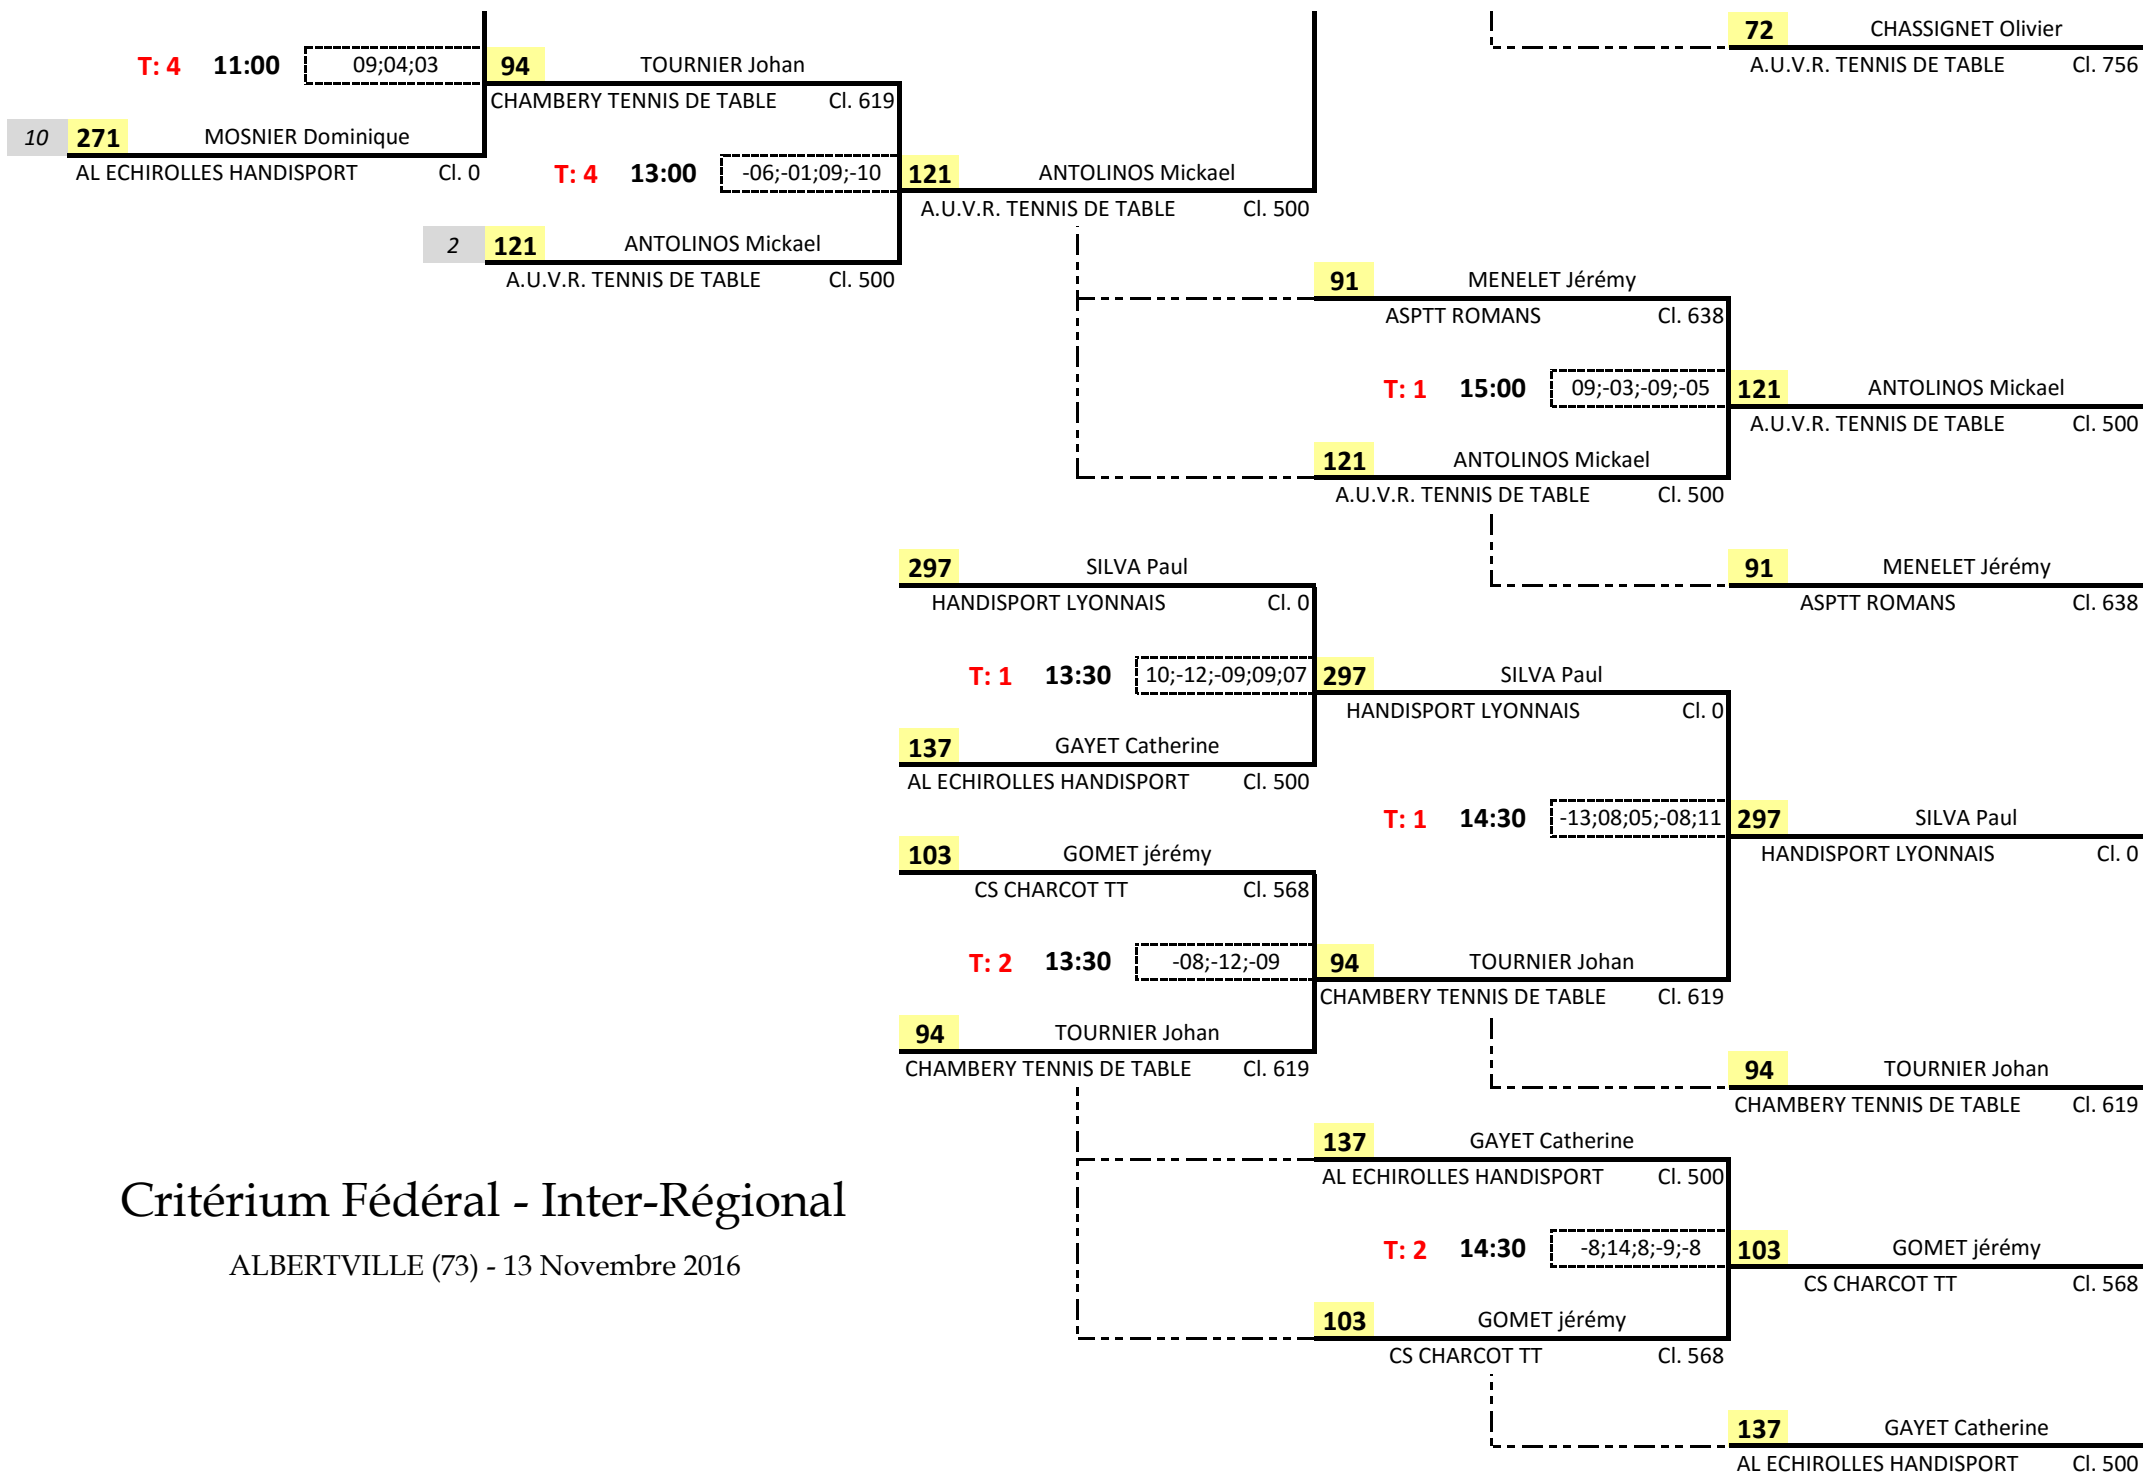 72 CHASSIGNET Olivier
T: 4 11:00 09;04;03 94 TOURNIER Johan
A.U.V.R. TENNIS DE TABLE Cl. 756
CHAMBERY TENNIS DE TABLE Cl. 619
10 271 MOSNIER Dominique
AL ECHIROLLES HANDISPORT Cl. 0
T: 4 13:00 -06;-01;09;-10 121 ANTOLINOS Mickael
A.U.V.R. TENNIS DE TABLE Cl. 500
2 121 ANTOLINOS Mickael
A.U.V.R. TENNIS DE TABLE Cl. 500
91 MENELET Jérémy
ASPTT ROMANS Cl. 638
T: 1 15:00 09;-03;-09;-05 121 ANTOLINOS Mickael
A.U.V.R. TENNIS DE TABLE Cl. 500
121 ANTOLINOS Mickael
A.U.V.R. TENNIS DE TABLE Cl. 500
297 SILVA Paul
91 MENELET Jérémy
HANDISPORT LYONNAIS Cl. 0
ASPTT ROMANS Cl. 638
T: 1 13:30 10;-12;-09;09;07 297 SILVA Paul
HANDISPORT LYONNAIS Cl. 0
137 GAYET Catherine
AL ECHIROLLES HANDISPORT Cl. 500
T: 1 14:30 -13;08;05;-08;11 297 SILVA Paul
HANDISPORT LYONNAIS Cl. 0
103 GOMET jérémy
CS CHARCOT TT Cl. 568
T: 2 13:30 -08;-12;-09 94 TOURNIER Johan
CHAMBERY TENNIS DE TABLE Cl. 619
94 TOURNIER Johan
CHAMBERY TENNIS DE TABLE Cl. 619
94 TOURNIER Johan
CHAMBERY TENNIS DE TABLE Cl. 619
137 GAYET Catherine
AL ECHIROLLES HANDISPORT Cl. 500
Critérium Fédéral - Inter-Régional
T: 2 14:30 -8;14;8;-9;-8 103 GOMET jérémy
ALBERTVILLE (73) - 13 Novembre 2016
CS CHARCOT TT Cl. 568
103 GOMET jérémy
CS CHARCOT TT Cl. 568
137 GAYET Catherine
AL ECHIROLLES HANDISPORT Cl. 500